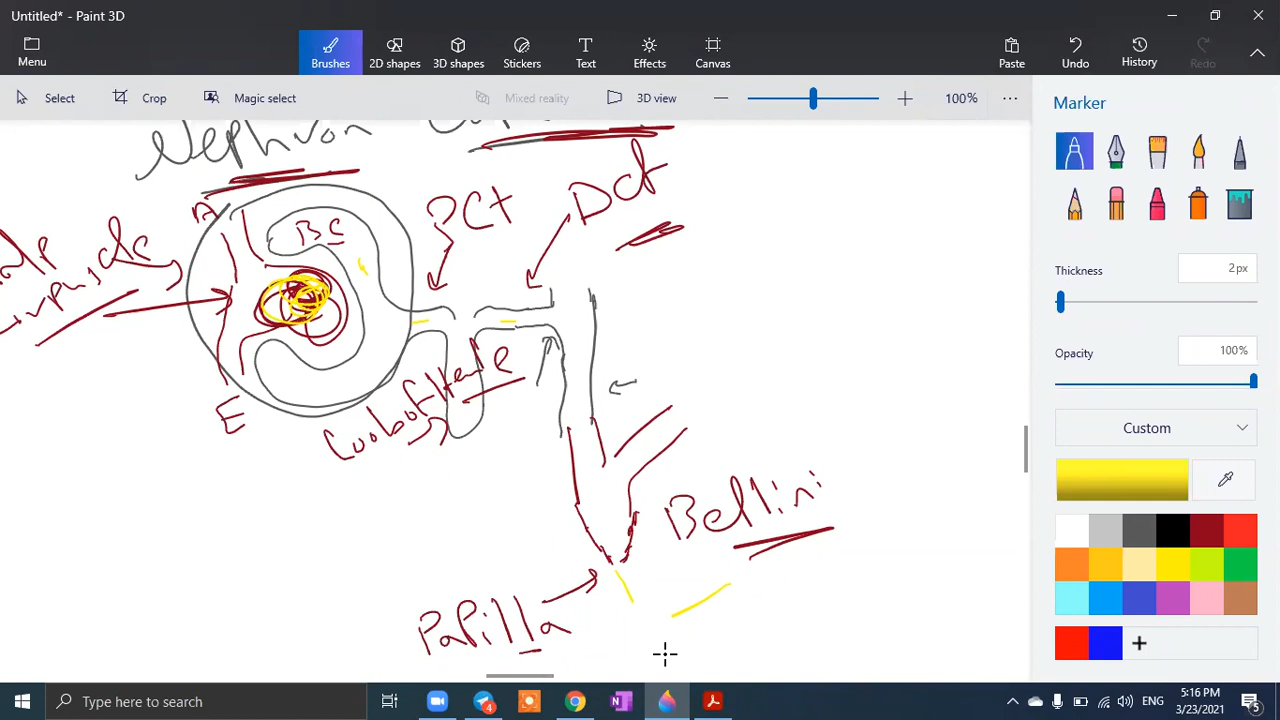 Untitled* - Paint 3D
Menu
Brushes
2D shapes
3D shapes
Stickers
Text
Effects
Canvas
Paste
Undo
History
Redo
Select
Crop
Magic select
Mixed reality
3D view
100%
Marker
Nephron
A
BC
PCt
Dct
E
Bellini
Papilla
Thickness
2px
Opacity
100%
Custom
Type here to search
ENG
5:16 PM
3/23/2021
5